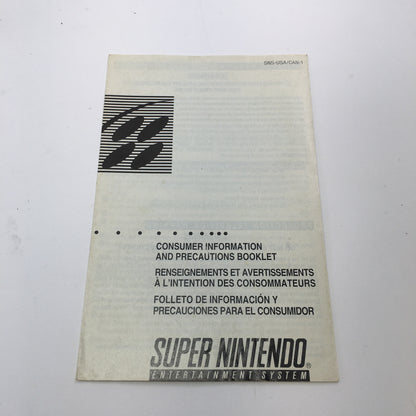 SNS-USA/CAN-1
CONSUMER INFORMATION
AND PRECAUTIONS BOOKLET
RENSEIGNEMENTS ET AVERTISSEMENTS
À L'INTENTION DES CONSOMMATEURS
FOLLETO DE INFORMACIÓN Y
PRECAUCIONES PARA EL CONSUMIDOR
SUPER NINTENDO®
ENTERTAINMENT SYSTEM